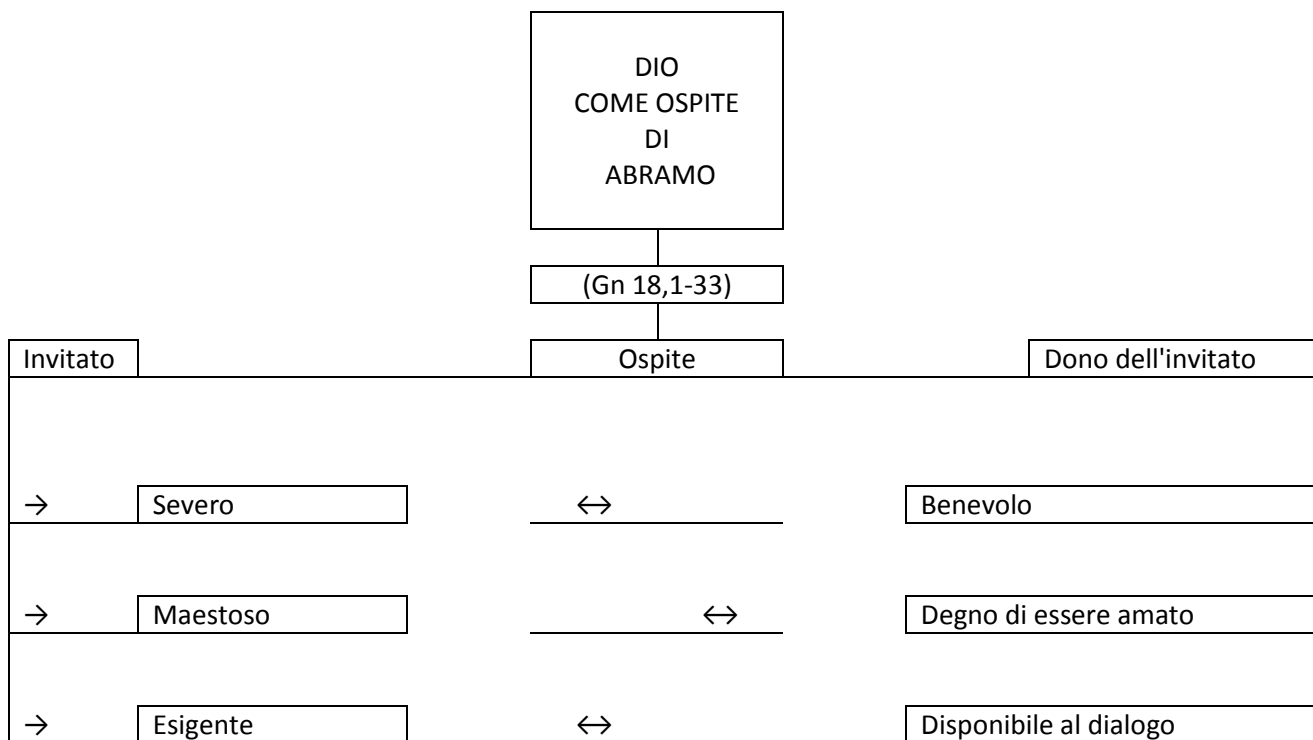 DIO
COME OSPITE
DI
ABRAMO
(Gn 18,1-33)
Invitato Ospite Dono dell'invitato
→ Severo ↔ Benevolo
→ Maestoso ↔ Degno di essere amato
→ Esigente ↔ Disponibile al dialogo